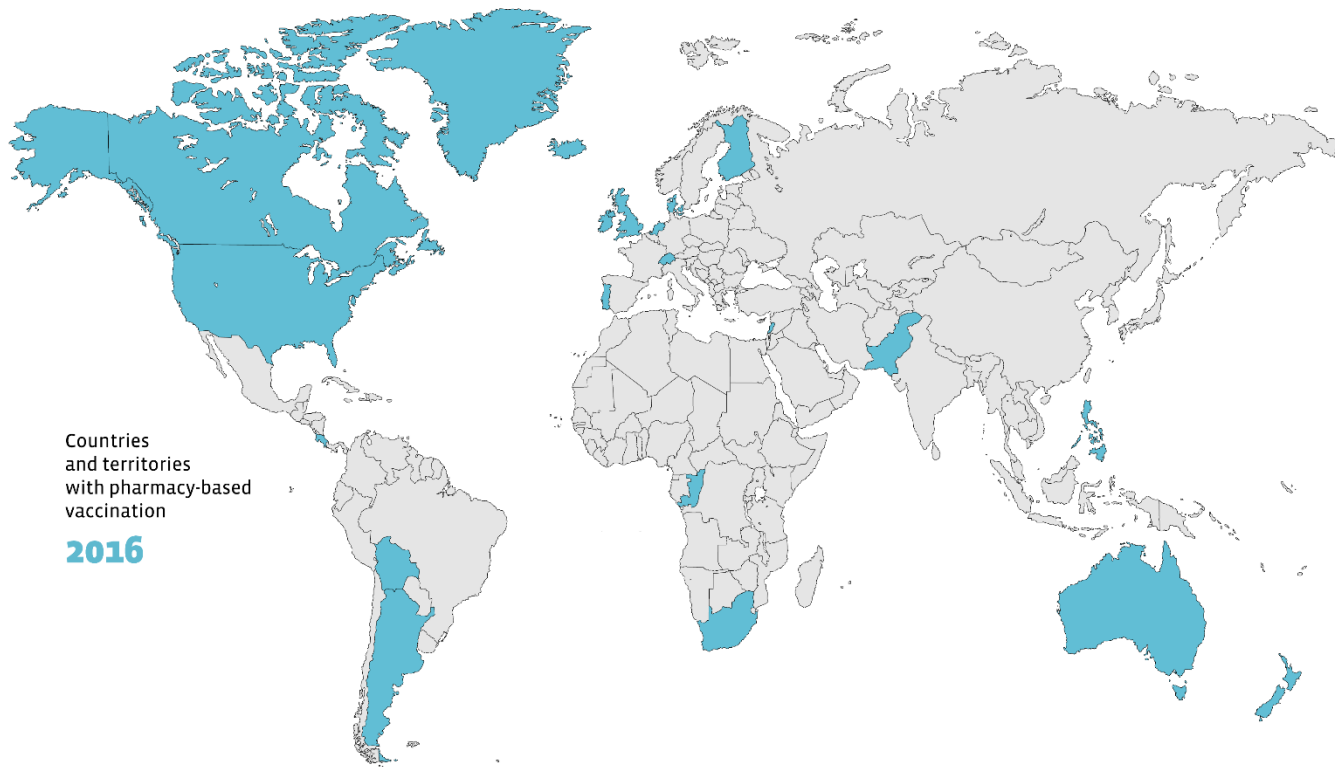 Countries
and territories
with pharmacy-based
vaccination
2016